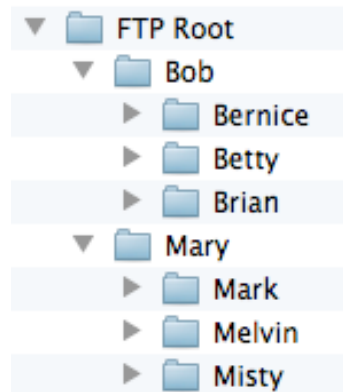 FTP Root
Bob
Bernice
Betty
Brian
Mary
Mark
Melvin
Misty